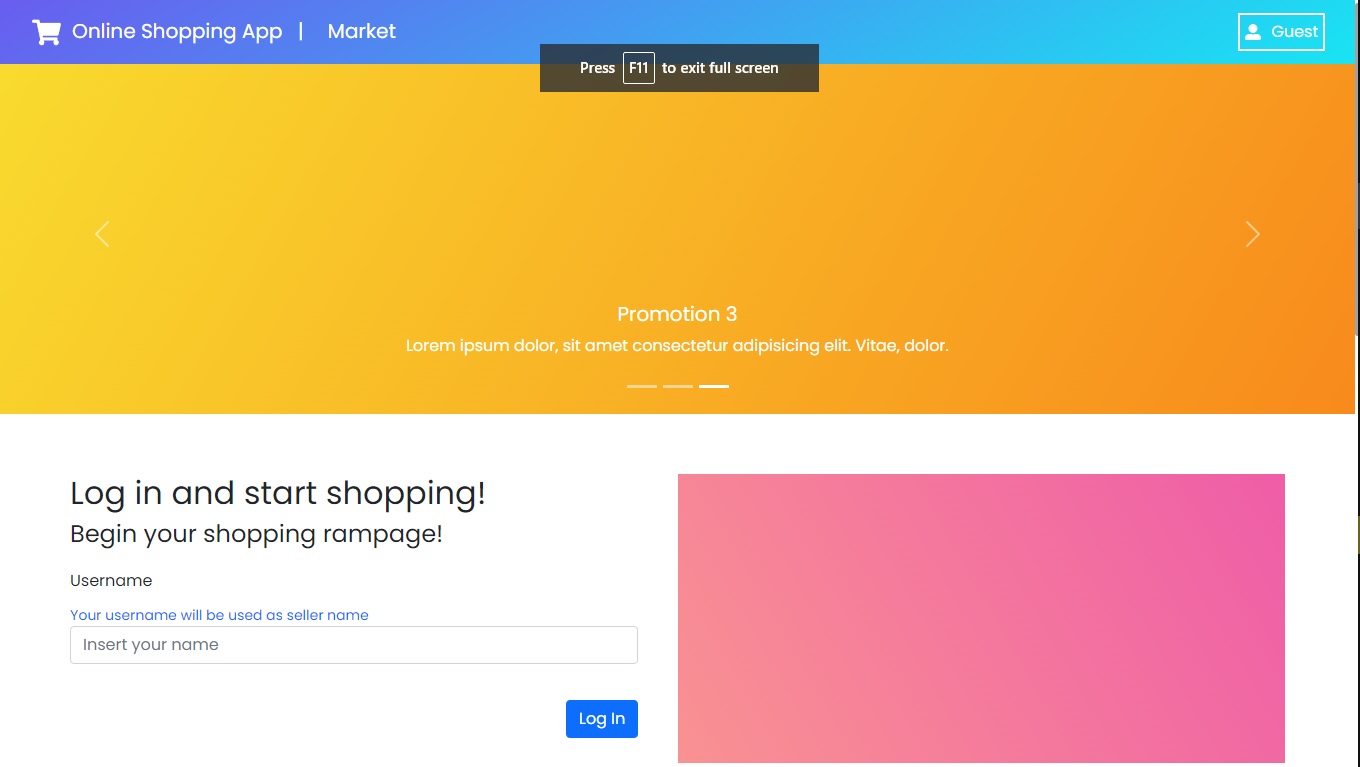 Online Shopping App | Market
Guest
Press F11 to exit full screen
Promotion 3
Lorem ipsum dolor, sit amet consectetur adipisicing elit. Vitae, dolor.
Log in and start shopping!
Begin your shopping rampage!
Username
Your username will be used as seller name
Insert your name
Log In